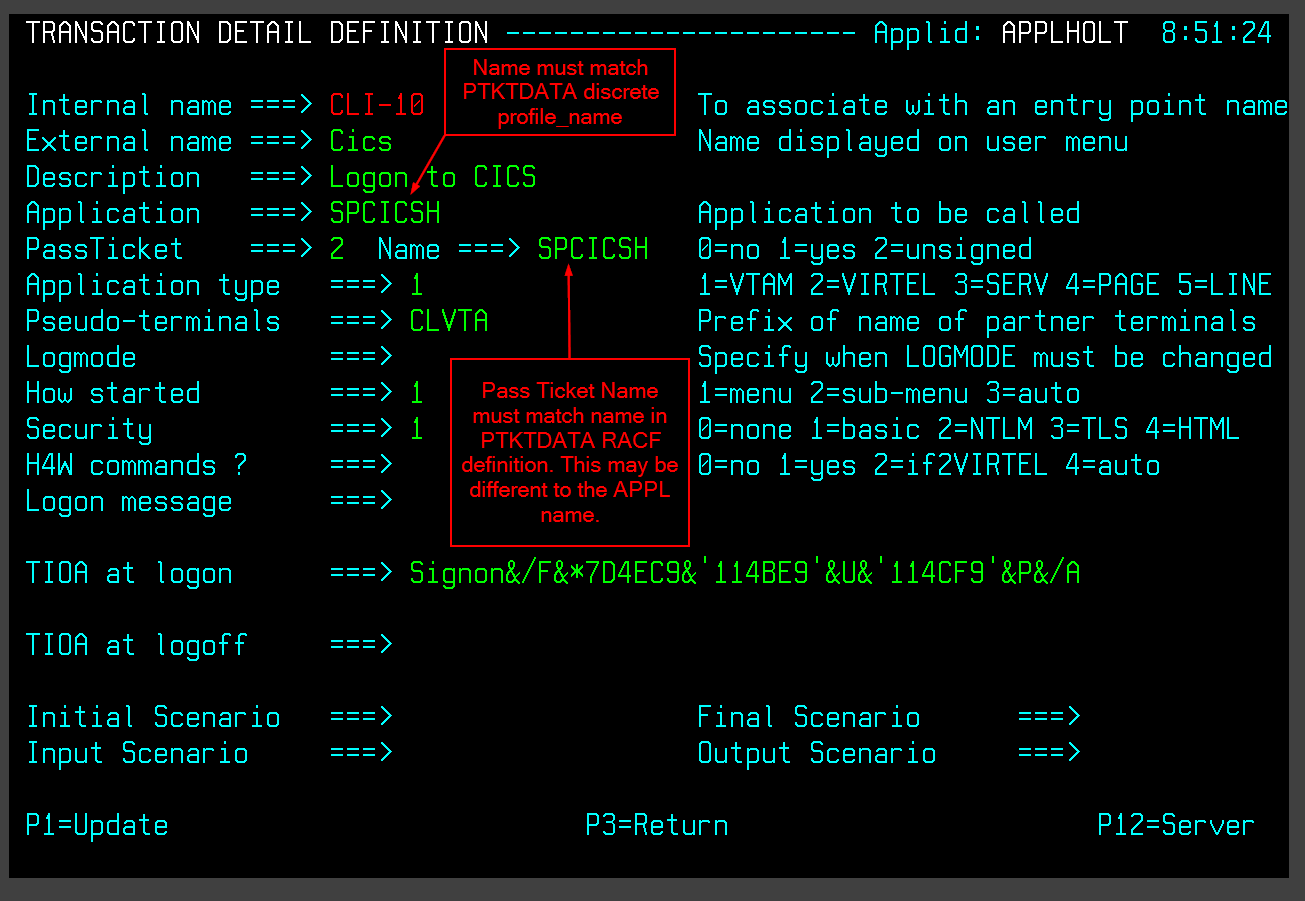 TRANSACTION DETAIL DEFINITION ---------------------- Applid: APPLHOLT 8:51:24
Name must match
PTKTDATA discrete
profile_name
Internal name ===> CLI-10 To associate with an entry point name
External name ===> Cics Name displayed on user menu
Description ===> Logon to CICS
Application ===> SPCICSH Application to be called
PassTicket ===> 2 Name ===> SPCICSH 0=no 1=yes 2=unsigned
Application type ===> 1 1=VTAM 2=VIRTEL 3=SERV 4=PAGE 5=LINE
Pseudo-terminals ===> CLVTA Prefix of name of partner terminals
Logmode ===> Specify when LOGMODE must be changed
How started ===> 1 1=menu 2=sub-menu 3=auto
Security ===> 1 0=none 1=basic 2=NTLM 3=TLS 4=HTML
H4W commands ? ===> 0=no 1=yes 2=if2VIRTEL 4=auto
Logon message ===>
Pass Ticket Name
must match name in
PTKTDATA RACF
definition. This may be
different to the APPL
name.
TIOA at logon ===> Signon&/F&*7D4EC9&'114BE9'&U&'114CF9'&P&/A
TIOA at logoff ===>
Initial Scenario ===> Final Scenario ===>
Input Scenario ===> Output Scenario ===>
P1=Update P3=Return P12=Server